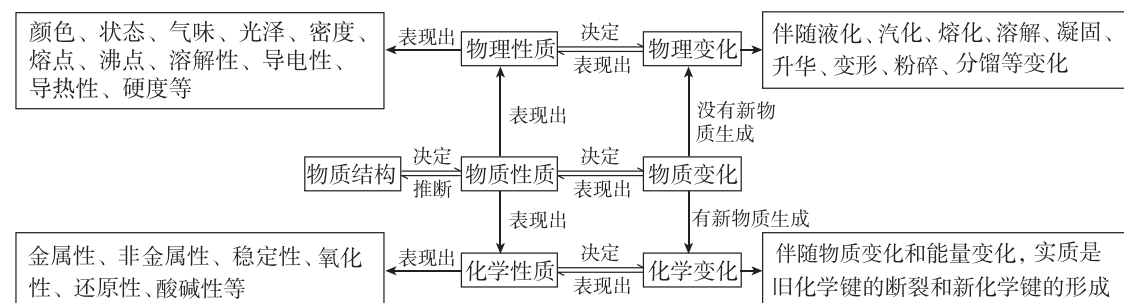 颜色、状态、气味、光泽、密度、
熔点、沸点、溶解性、导电性、
导热性、硬度等
表现出
物理性质
决定
表现出
物理变化
伴随液化、汽化、熔化、溶解、凝固、
升华、变形、粉碎、分馏等变化
表现出
没有新物
质生成
物质结构
决定
推断
物质性质
决定
表现出
物质变化
表现出
有新物质生成
金属性、非金属性、稳定性、氧化
性、还原性、酸碱性等
表现出
化学性质
决定
表现出
化学变化
伴随物质变化和能量变化,实质是
旧化学键的断裂和新化学键的形成